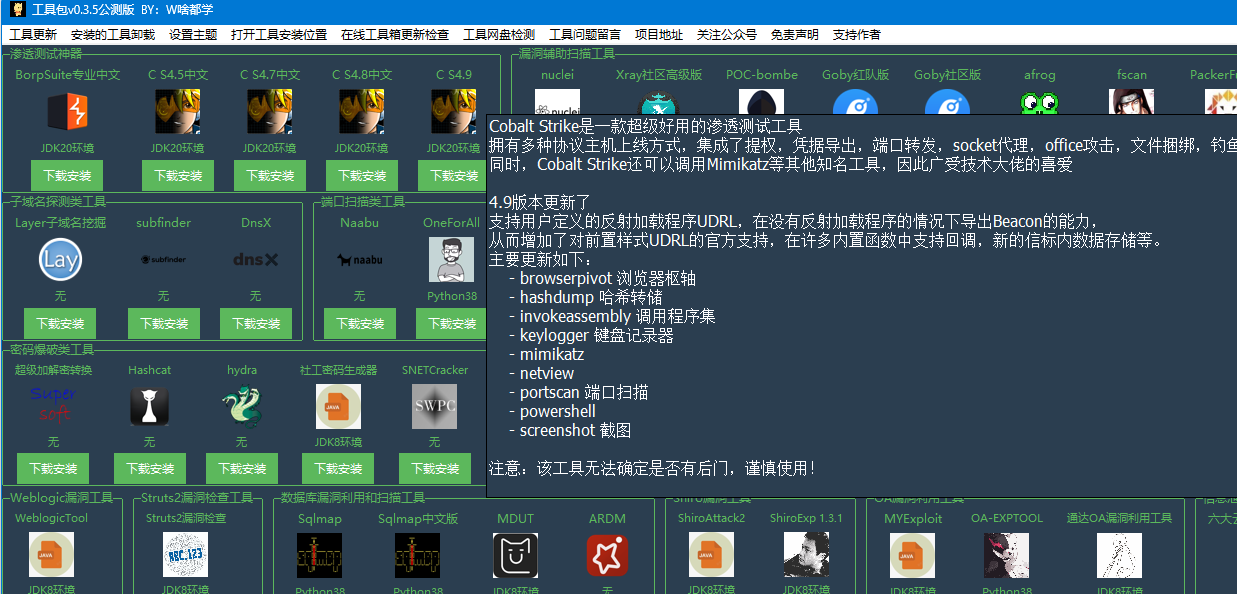 工具包v0.3.5公测版 BY: W啥都学
工具更新 安装的工具卸载 设置主题 打开工具安装位置 在线工具箱更新检查 工具网盘检测 工具问题留言 项目地址 关注公众号 免责声明 支持作者
渗透测试神器 漏洞辅助扫描工具
BorpSuite专业中文 C S4.5中文 C S4.7中文 C S4.8中文 C S4.9 nuclei Xray社区高级版 POC-bombe Goby红队版 Goby社区版 afrog fscan PackerF
nuclei
JDK20环境 JDK20环境 JDK20环境 JDK20环境 JDK20环境
下载安装 下载安装 下载安装 下载安装 下载安装
Cobalt Strike是一款超级好用的渗透测试工具
拥有多种协议主机上线方式，集成了提权，凭据导出，端口转发，socket代理，office攻击，文件捆绑，钓鱼
同时，Cobalt Strike还可以调用Mimikatz等其他知名工具，因此广受技术大佬的喜爱
4.9版本更新了
支持用户定义的反射加载程序UDRL，在没有反射加载程序的情况下导出Beacon的能力，
从而增加了对前置样式UDRL的官方支持，在许多内置函数中支持回调，新的信标内数据存储等。
主要更新如下：
- browserpivot 浏览器枢轴
- hashdump 哈希转储
- invokeassembly 调用程序集
- keylogger 键盘记录器
- mimikatz
- netview
- portscan 端口扫描
- powershell
- screenshot 截图
注意：该工具无法确定是否有后门，谨慎使用！
子域名探测类工具 端口扫描类工具
Layer子域名挖掘 subfinder DnsX Naabu OneForAll
Lay subfinder dnsX naabu
无 无 无 无 Python38
下载安装 下载安装 下载安装 下载安装 下载安装
密码爆破类工具
超级加解密转换 Hashcat hydra 社工密码生成器 SNETCracker
Super soft JAVA SWPC
无 无 无 JDK8环境 无
下载安装 下载安装 下载安装 下载安装 下载安装
Weblogic漏洞工具 Struts2漏洞检查工具 数据库漏洞利用和扫描工具 Shiro漏洞工具 OA漏洞利用工具
WeblogicTool Struts2漏洞检查 Sqlmap Sqlmap中文版 MDUT ARDM ShiroAttack2 ShiroExp 1.3.1 MYExploit OA-EXPTOOL 通达OA漏洞利用工具 六大云
JAVA ABC.123 sqlmap sqlmap JAVA JAVA
JDK8环境 JDK8环境 Python38 Python38 JDK8环境 无 JDK8环境 JDK8环境 JDK8环境 Python38 JDK8环境